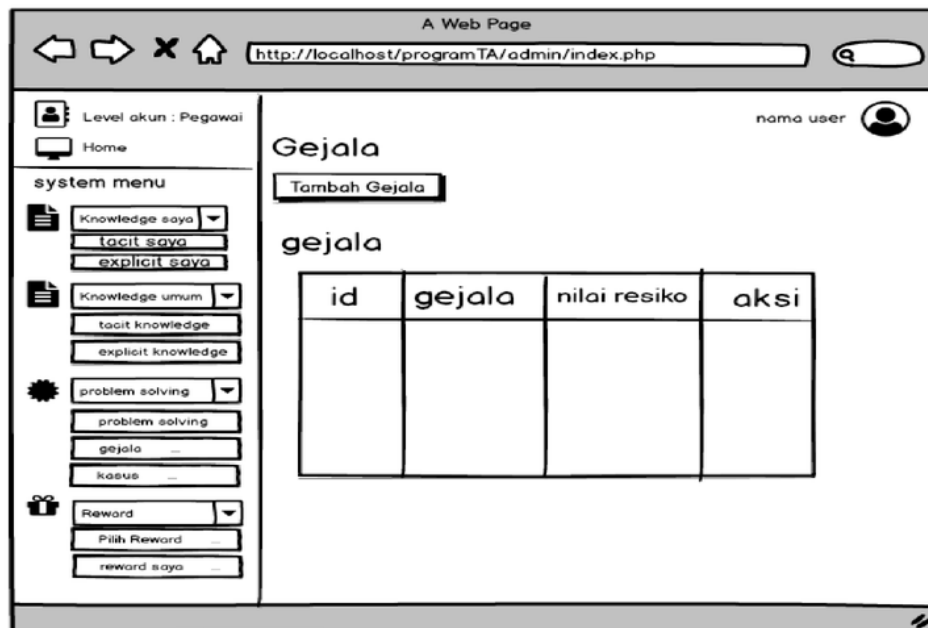 A Web Page
http://localhost/programTA/admin/index.php
Level akun : Pegawai
Home
system menu
Knowledge saya
tacit saya
explicit saya
Knowledge umum
tacit knowledge
explicit knowledge
problem solving
problem solving
gejala ...
kasus ...
Reward
Pilih Reward ...
reward saya ...
nama user
Gejala
Tambah Gejala
gejala
id gejala nilai resiko aksi